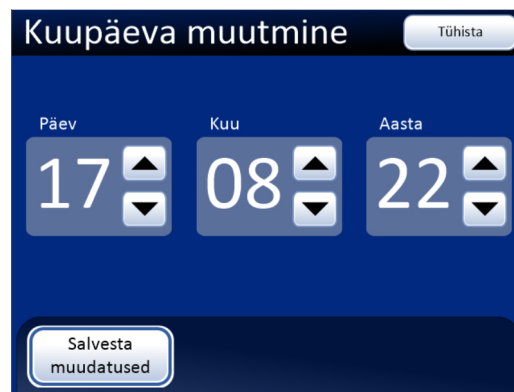 Kuupäeva muutmine
Tühista
Päev
Kuu
Aasta
17
08
22
Salvesta
muudatused